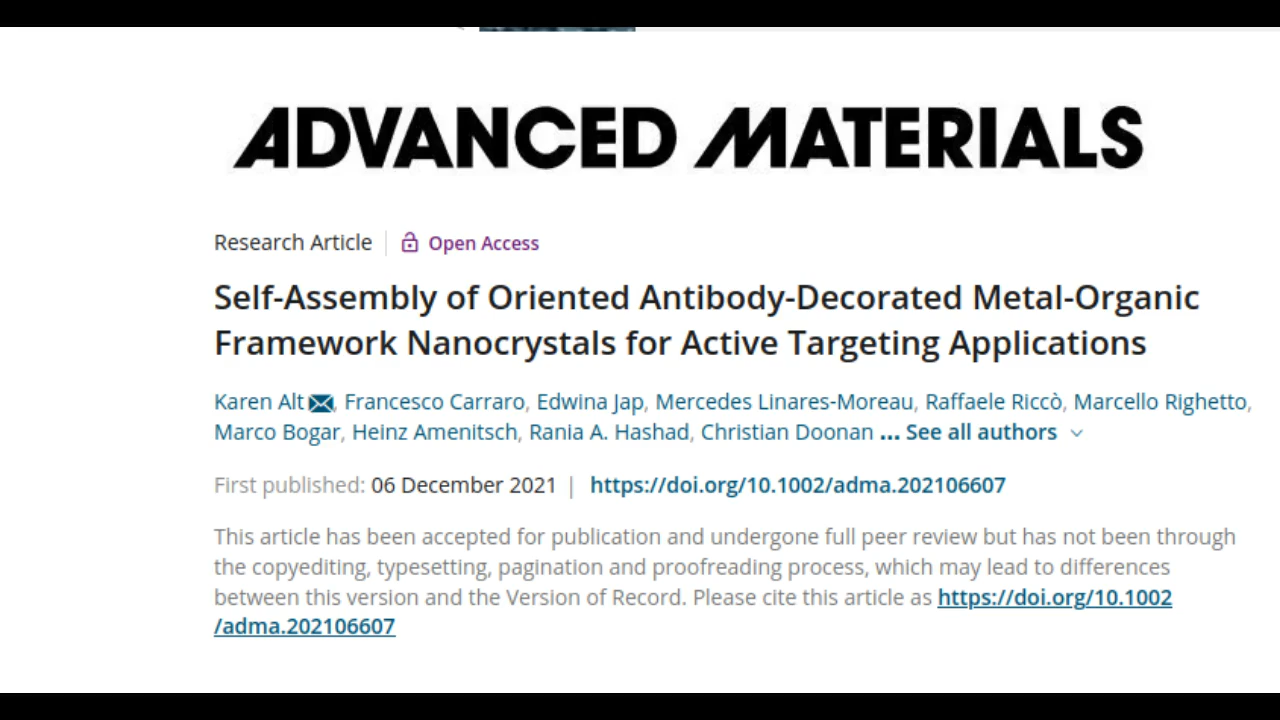 ADVANCED MATERIALS
Research Article | Open Access
Self-Assembly of Oriented Antibody-Decorated Metal-Organic
Framework Nanocrystals for Active Targeting Applications
Karen Alt, Francesco Carraro, Edwina Jap, Mercedes Linares-Moreau, Raffaele Riccò, Marcello Righetto,
Marco Bogar, Heinz Amenitsch, Rania A. Hashad, Christian Doonan ... See all authors
First published: 06 December 2021 | https://doi.org/10.1002/adma.202106607
This article has been accepted for publication and undergone full peer review but has not been through
the copyediting, typesetting, pagination and proofreading process, which may lead to differences
between this version and the Version of Record. Please cite this article as https://doi.org/10.1002
/adma.202106607